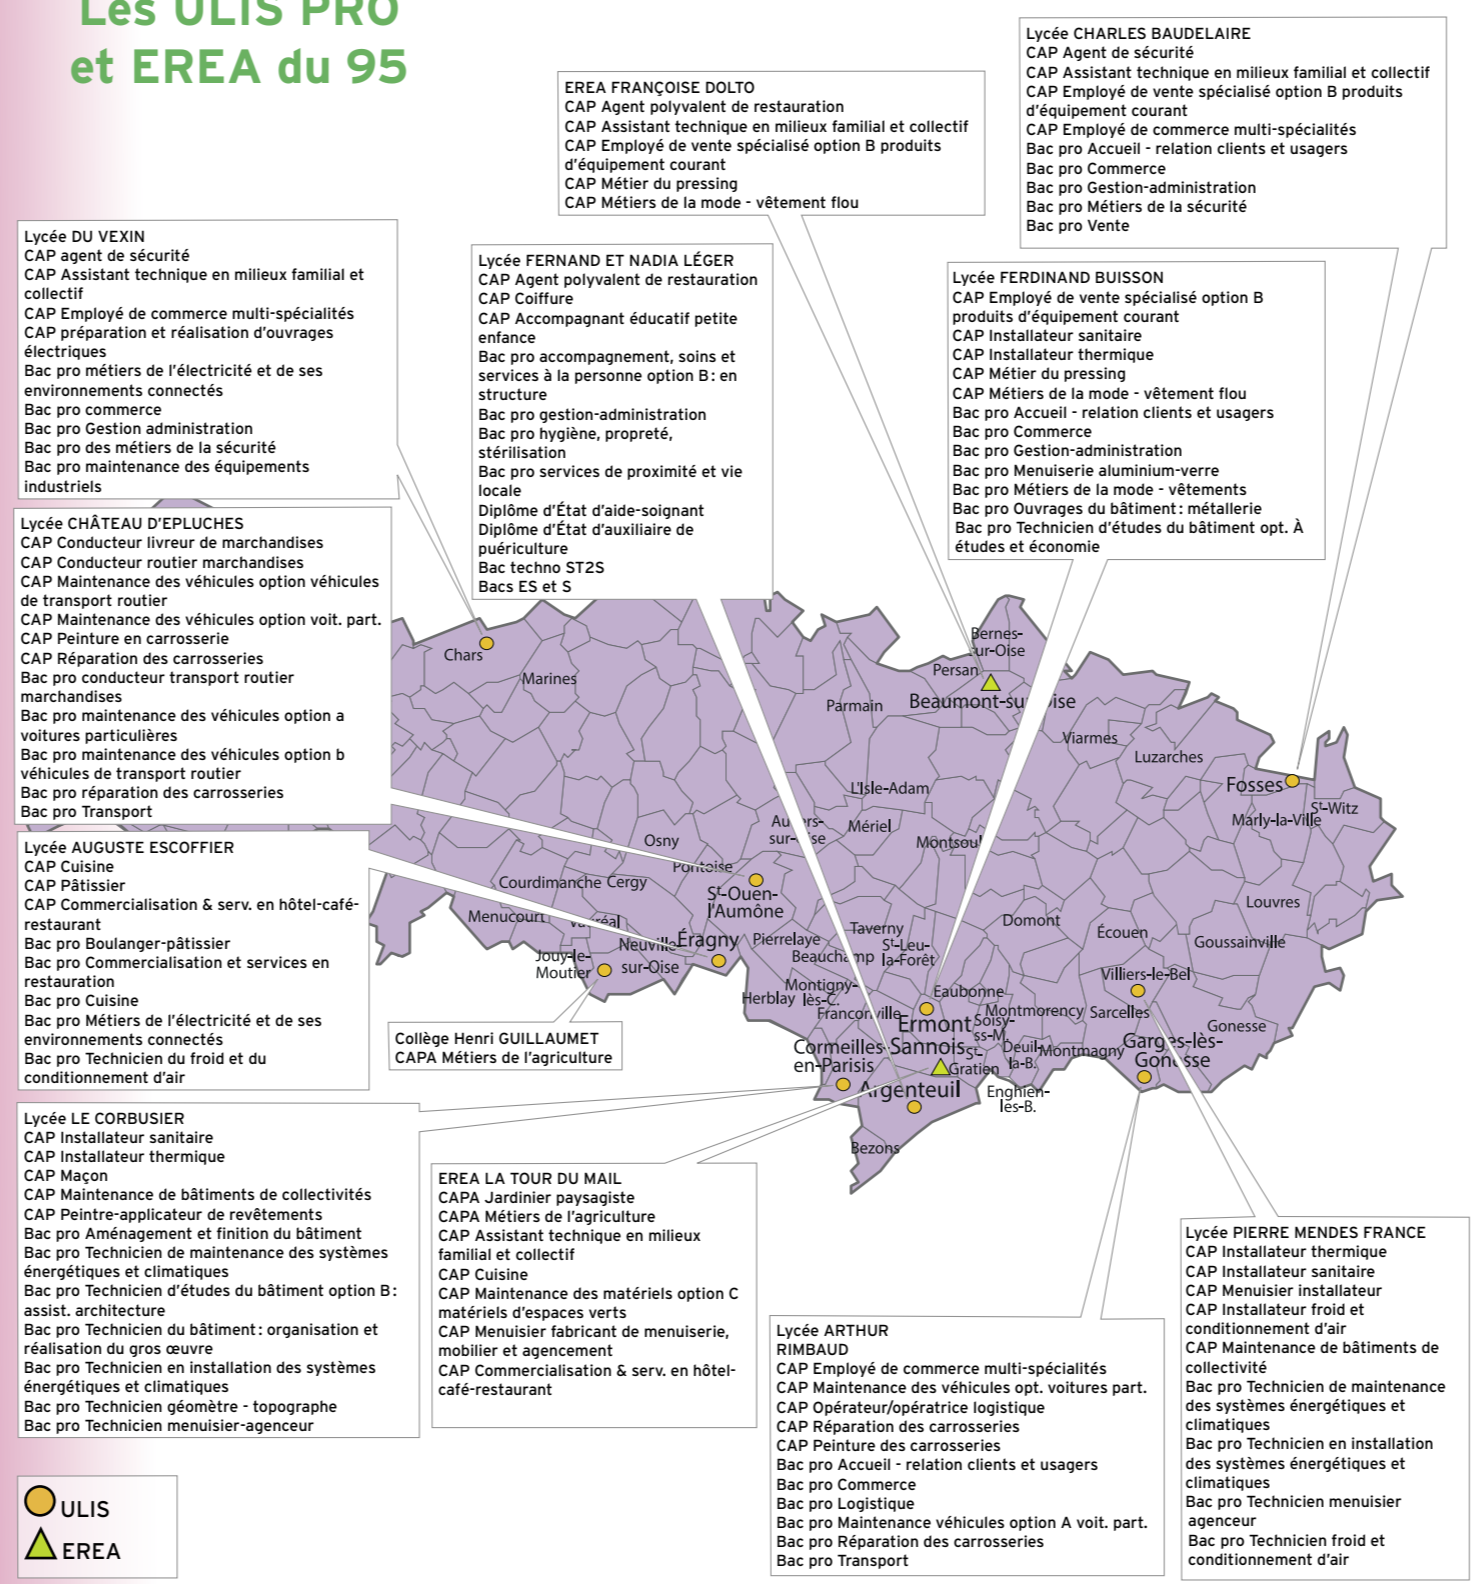 Les ULIS PRO
et EREA du 95
Lycée CHARLES BAUDELAIRE
CAP Agent de sécurité
CAP Assistant technique en milieux familial et collectif
CAP Employé de vente spécialisé option B produits
d'équipement courant
CAP Employé de commerce multi-spécialités
Bac pro Accueil - relation clients et usagers
Bac pro Commerce
Bac pro Gestion-administration
Bac pro Métiers de la sécurité
Bac pro Vente
EREA FRANÇOISE DOLTO
CAP Agent polyvalent de restauration
CAP Assistant technique en milieux familial et collectif
CAP Employé de vente spécialisé option B produits
d'équipement courant
CAP Métier du pressing
CAP Métiers de la mode - vêtement flou
Lycée DU VEXIN
CAP agent de sécurité
CAP Assistant technique en milieux familial et
collectif
CAP Employé de commerce multi-spécialités
CAP préparation et réalisation d'ouvrages
électriques
Bac pro métiers de l'électricité et de ses
environnements connectés
Bac pro commerce
Bac pro Gestion administration
Bac pro des métiers de la sécurité
Bac pro maintenance des équipements
industriels
Lycée FERNAND ET NADIA LÉGER
CAP Agent polyvalent de restauration
CAP Coiffure
CAP Accompagnant éducatif petite
enfance
Bac pro accompagnement, soins et
services à la personne option B : en
structure
Bac pro gestion-administration
Bac pro hygiène, propreté,
stérilisation
Bac pro services de proximité et vie
locale
Diplôme d'État d'aide-soignant
Diplôme d'État d'auxiliaire de
puériculture
Bac techno ST2S
Bacs ES et S
Lycée FERDINAND BUISSON
CAP Employé de vente spécialisé option B
produits d'équipement courant
CAP Installateur sanitaire
CAP Installateur thermique
CAP Métier du pressing
CAP Métiers de la mode - vêtement flou
Bac pro Accueil - relation clients et usagers
Bac pro Commerce
Bac pro Gestion-administration
Bac pro Menuiserie aluminium-verre
Bac pro Métiers de la mode - vêtements
Bac pro Ouvrages du bâtiment : métallerie
Bac pro Technicien d'études du bâtiment opt. À
études et économie
Lycée CHÂTEAU D'EPLUCHES
CAP Conducteur livreur de marchandises
CAP Conducteur routier marchandises
CAP Maintenance des véhicules option véhicules
de transport routier
CAP Maintenance des véhicules option voit. part.
CAP Peinture en carrosserie
CAP Réparation des carrosseries
Bac pro conducteur transport routier
marchandises
Bac pro maintenance des véhicules option a
voitures particulières
Bac pro maintenance des véhicules option b
véhicules de transport routier
Bac pro réparation des carrosseries
Bac pro Transport
Lycée AUGUSTE ESCOFFIER
CAP Cuisine
CAP Pâtissier
CAP Commercialisation & serv. en hôtel-café-
restaurant
Bac pro Boulanger-pâtissier
Bac pro Commercialisation et services en
restauration
Bac pro Cuisine
Bac pro Métiers de l'électricité et de ses
environnements connectés
Bac pro Technicien du froid et du
conditionnement d'air
Chars
Marines
Bernes-
sur-Oise
Persan
Beaumont-sur-Oise
Parmain
Viarmes
Luzarches
L'Isle-Adam
Fosses
St-Witz
Marly-la-Ville
Mériel
Osny
Pontoise
Courdimanche
Cergy
St-Ouen-
l'Aumône
Menucourt
Louvres
Domont
Écouen
Goussainville
Taverny
St-Leu-
la-Forêt
Éragny
Pierrelaye
Beauchamp
Neuville-
sur-Oise
Jouy-le-
Moutier
Villiers-le-Bel
Montigny-
lès-C.
Herblay
Franconville
Eaubonne
Montmorency
Sarcelles
Gonesse
Ermont
Soisy-
ss-M.
Sannois
Cormeilles-
en-Parisis
St-
Gratien
Deuil-
la-B.
Montmagny
Garges-lès-
Gonesse
Argenteuil
Enghien-
les-B.
Bezons
Collège Henri GUILLAUMET
CAPA Métiers de l'agriculture
Lycée LE CORBUSIER
CAP Installateur sanitaire
CAP Installateur thermique
CAP Maçon
CAP Maintenance de bâtiments de collectivités
CAP Peintre-applicateur de revêtements
Bac pro Aménagement et finition du bâtiment
Bac pro Technicien de maintenance des systèmes
énergétiques et climatiques
Bac pro Technicien d'études du bâtiment option B :
assist. architecture
Bac pro Technicien du bâtiment : organisation et
réalisation du gros œuvre
Bac pro Technicien en installation des systèmes
énergétiques et climatiques
Bac pro Technicien géomètre - topographe
Bac pro Technicien menuisier-agenceur
EREA LA TOUR DU MAIL
CAPA Jardinier paysagiste
CAPA Métiers de l'agriculture
CAP Assistant technique en milieux
familial et collectif
CAP Cuisine
CAP Maintenance des matériels option C
matériels d'espaces verts
CAP Menuisier fabricant de menuiserie,
mobilier et agencement
CAP Commercialisation & serv. en hôtel-
café-restaurant
Lycée ARTHUR
RIMBAUD
CAP Employé de commerce multi-spécialités
CAP Maintenance des véhicules opt. voitures part.
CAP Opérateur/opératrice logistique
CAP Réparation des carrosseries
CAP Peinture des carrosseries
Bac pro Accueil - relation clients et usagers
Bac pro Commerce
Bac pro Logistique
Bac pro Maintenance véhicules option A voit. part.
Bac pro Réparation des carrosseries
Bac pro Transport
Lycée PIERRE MENDES FRANCE
CAP Installateur thermique
CAP Installateur sanitaire
CAP Menuisier installateur
CAP Installateur froid et
conditionnement d'air
CAP Maintenance de bâtiments de
collectivité
Bac pro Technicien de maintenance
des systèmes énergétiques et
climatiques
Bac pro Technicien en installation
des systèmes énergétiques et
climatiques
Bac pro Technicien menuisier
agenceur
Bac pro Technicien froid et
conditionnement d'air
ULIS
EREA